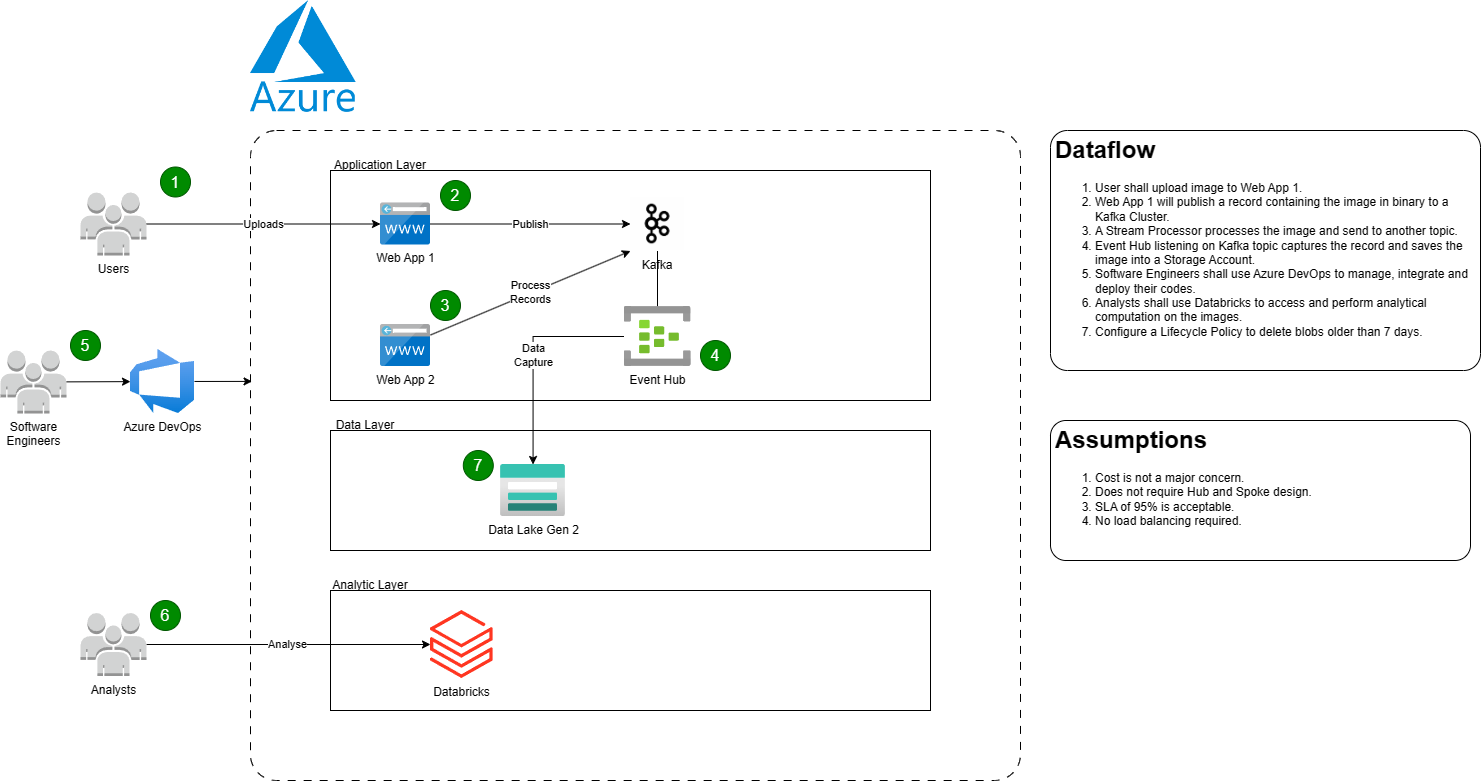 Azure
Application Layer
1
2
Uploads
Publish
Users
Web App 1
Kafka
Process
Records
3
5
Web App 2
Data
Capture
4
Event Hub
Software
Engineers
Azure DevOps
Data Layer
7
Data Lake Gen 2
Analytic Layer
6
Analyse
Analysts
Databricks
Dataflow
1. User shall upload image to Web App 1.
2. Web App 1 will publish a record containing the image in binary to a
Kafka Cluster.
3. A Stream Processor processes the image and send to another topic.
4. Event Hub listening on Kafka topic captures the record and saves the
image into a Storage Account.
5. Software Engineers shall use Azure DevOps to manage, integrate and
deploy their codes.
6. Analysts shall use Databricks to access and perform analytical
computation on the images.
7. Configure a Lifecycle Policy to delete blobs older than 7 days.
Assumptions
1. Cost is not a major concern.
2. Does not require Hub and Spoke design.
3. SLA of 95% is acceptable.
4. No load balancing required.
WWW
WWW